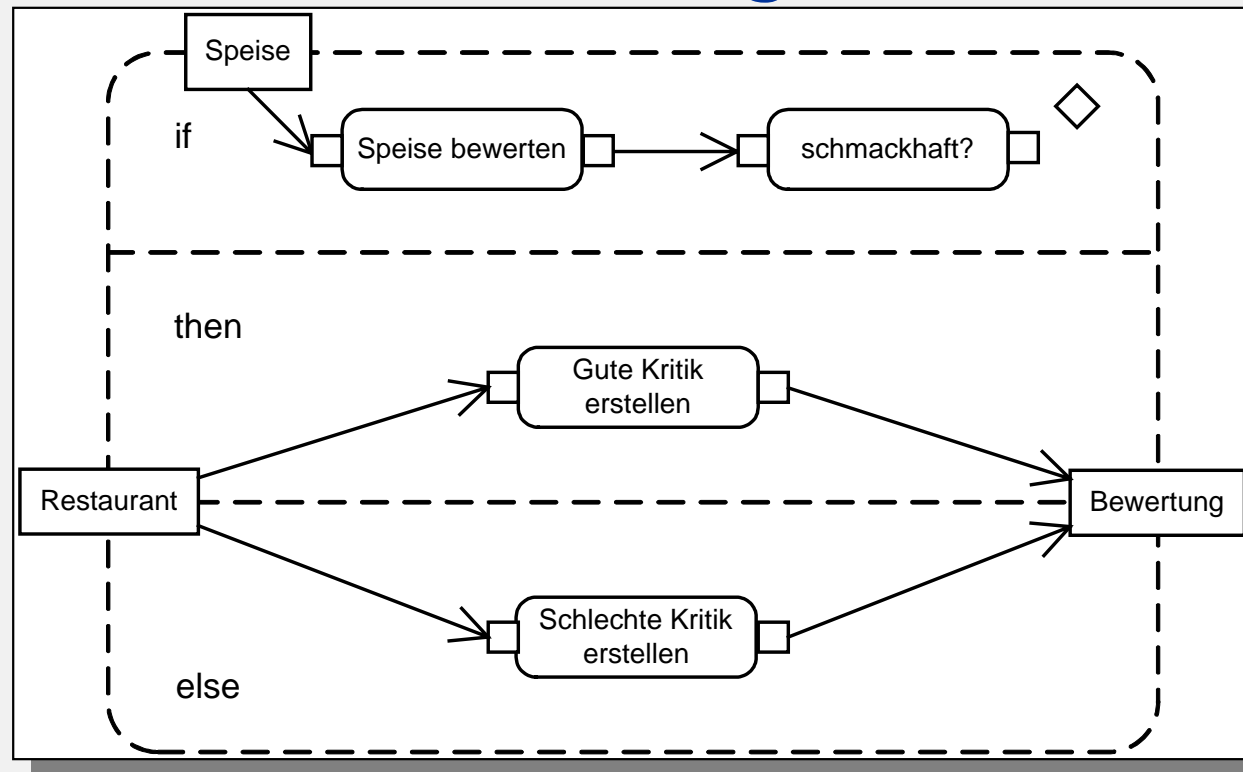 Speise
if
Speise bewerten
schmackhaft?
then
Gute Kritik
erstellen
Restaurant
Bewertung
Schlechte Kritik
erstellen
else